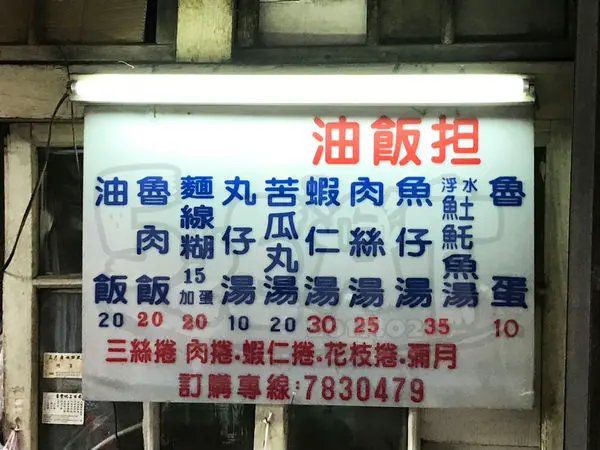 油飯担
油飯 20
魯肉飯 20
麵線糊 15 加蛋 20
丸仔湯 10
苦瓜丸湯 20
蝦仁湯 30
肉絲湯 25
魚仔湯
浮水魚土魠魚湯 35
魯蛋 10
三絲捲.肉捲.蝦仁捲.花枝捲.彌月
訂購專線:7830479